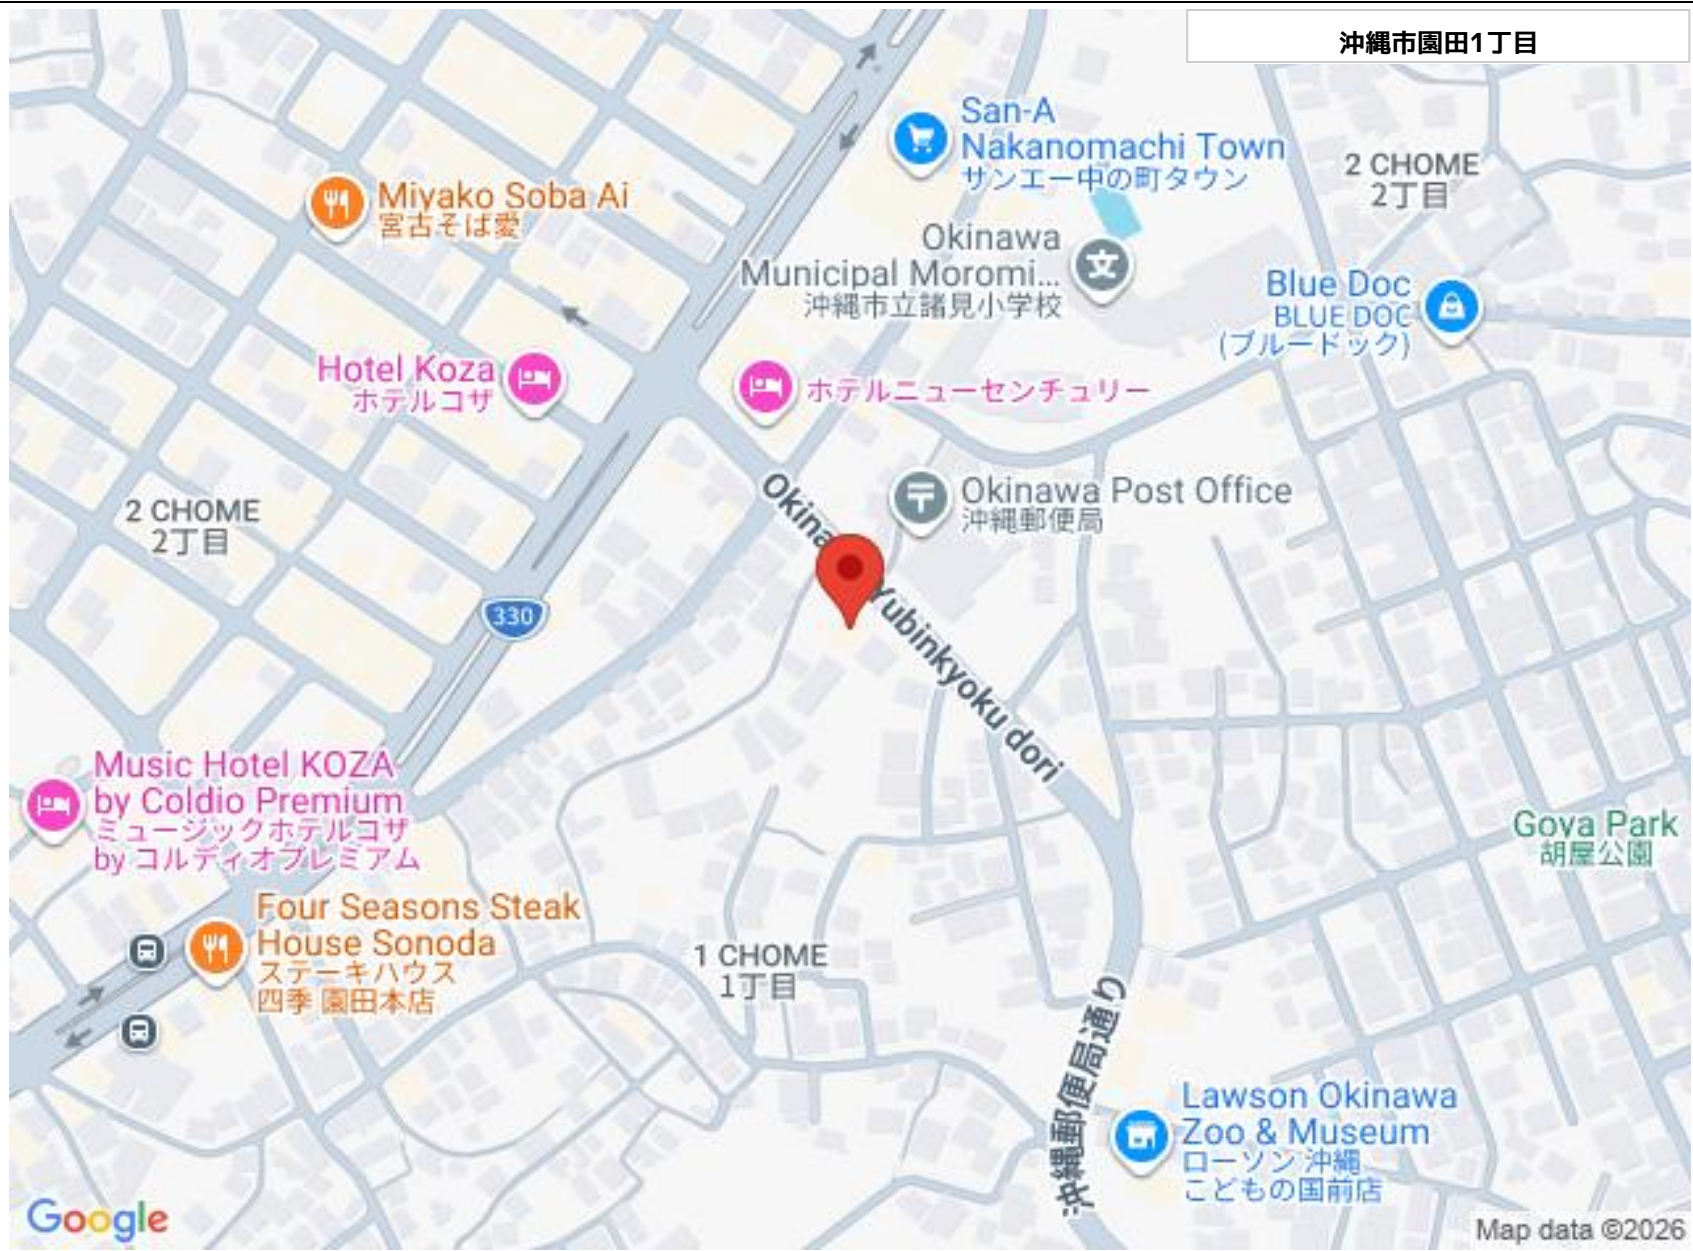 沖縄市園田1丁目
San-A
Nakanomachi Town
サンエー中の町タウン
2 CHOME
2丁目
Miyako Soba Ai
宮古そば愛
Okinawa
Municipal Moromi...
沖縄市立諸見小学校
Blue Doc
BLUE DOC
(ブルードック)
Hotel Koza
ホテルコザ
ホテルニューセンチュリー
Okinawa Post Office
沖縄郵便局
2 CHOME
2丁目
330
Yubinkyoku dori
Music Hotel KOZA
by Coldio Premium
ミュージックホテルコザ
by コルディオプレミアム
Goya Park
胡屋公園
Four Seasons Steak
House Sonoda
ステーキハウス
四季 園田本店
1 CHOME
1丁目
沖縄郵便局通り
Lawson Okinawa
Zoo & Museum
ローソン 沖縄
こどもの国前店
Google
Map data ©2026